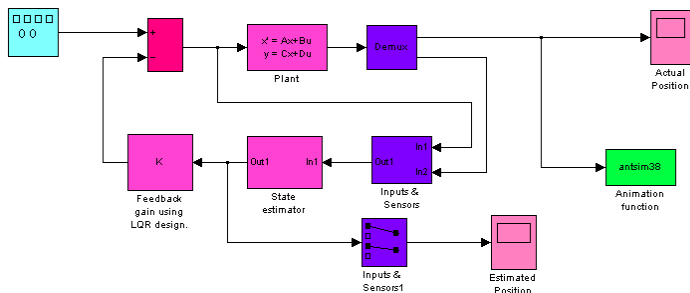 +
−
x' = Ax+Bu
y = Cx+Du
Plant
Demux
Actual
Position
K
Feedback
gain using
LQR design.
Out1
In1
State
estimator
Out1
In1
In2
Inputs &
Sensors
antsim38
Animation
function
Inputs &
Sensors1
Estimated
Position